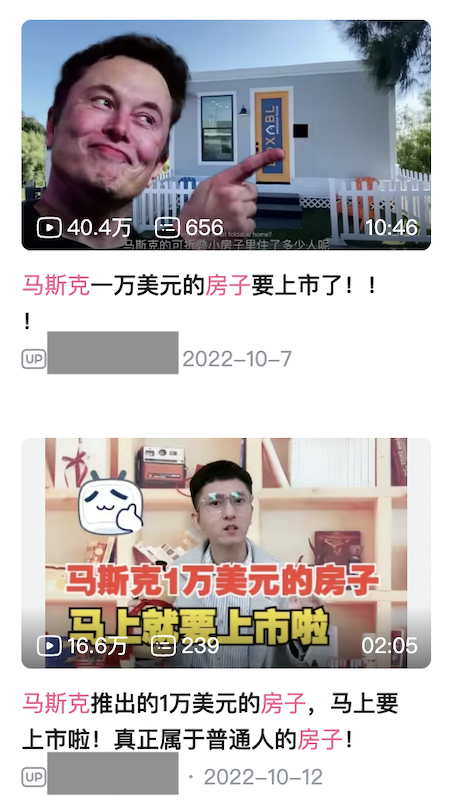 BOXABL
foldable home?
马斯克的可折叠小房子里住了多少人呢
40.4万 656 10:46
马斯克一万美元的房子要上市了！！
！
UP 2022-10-7
马斯克1万美元的房子
马上就要上市啦
16.6万 239 02:05
马斯克推出的1万美元的房子，马上要
上市啦！真正属于普通人的房子！
UP · 2022-10-12